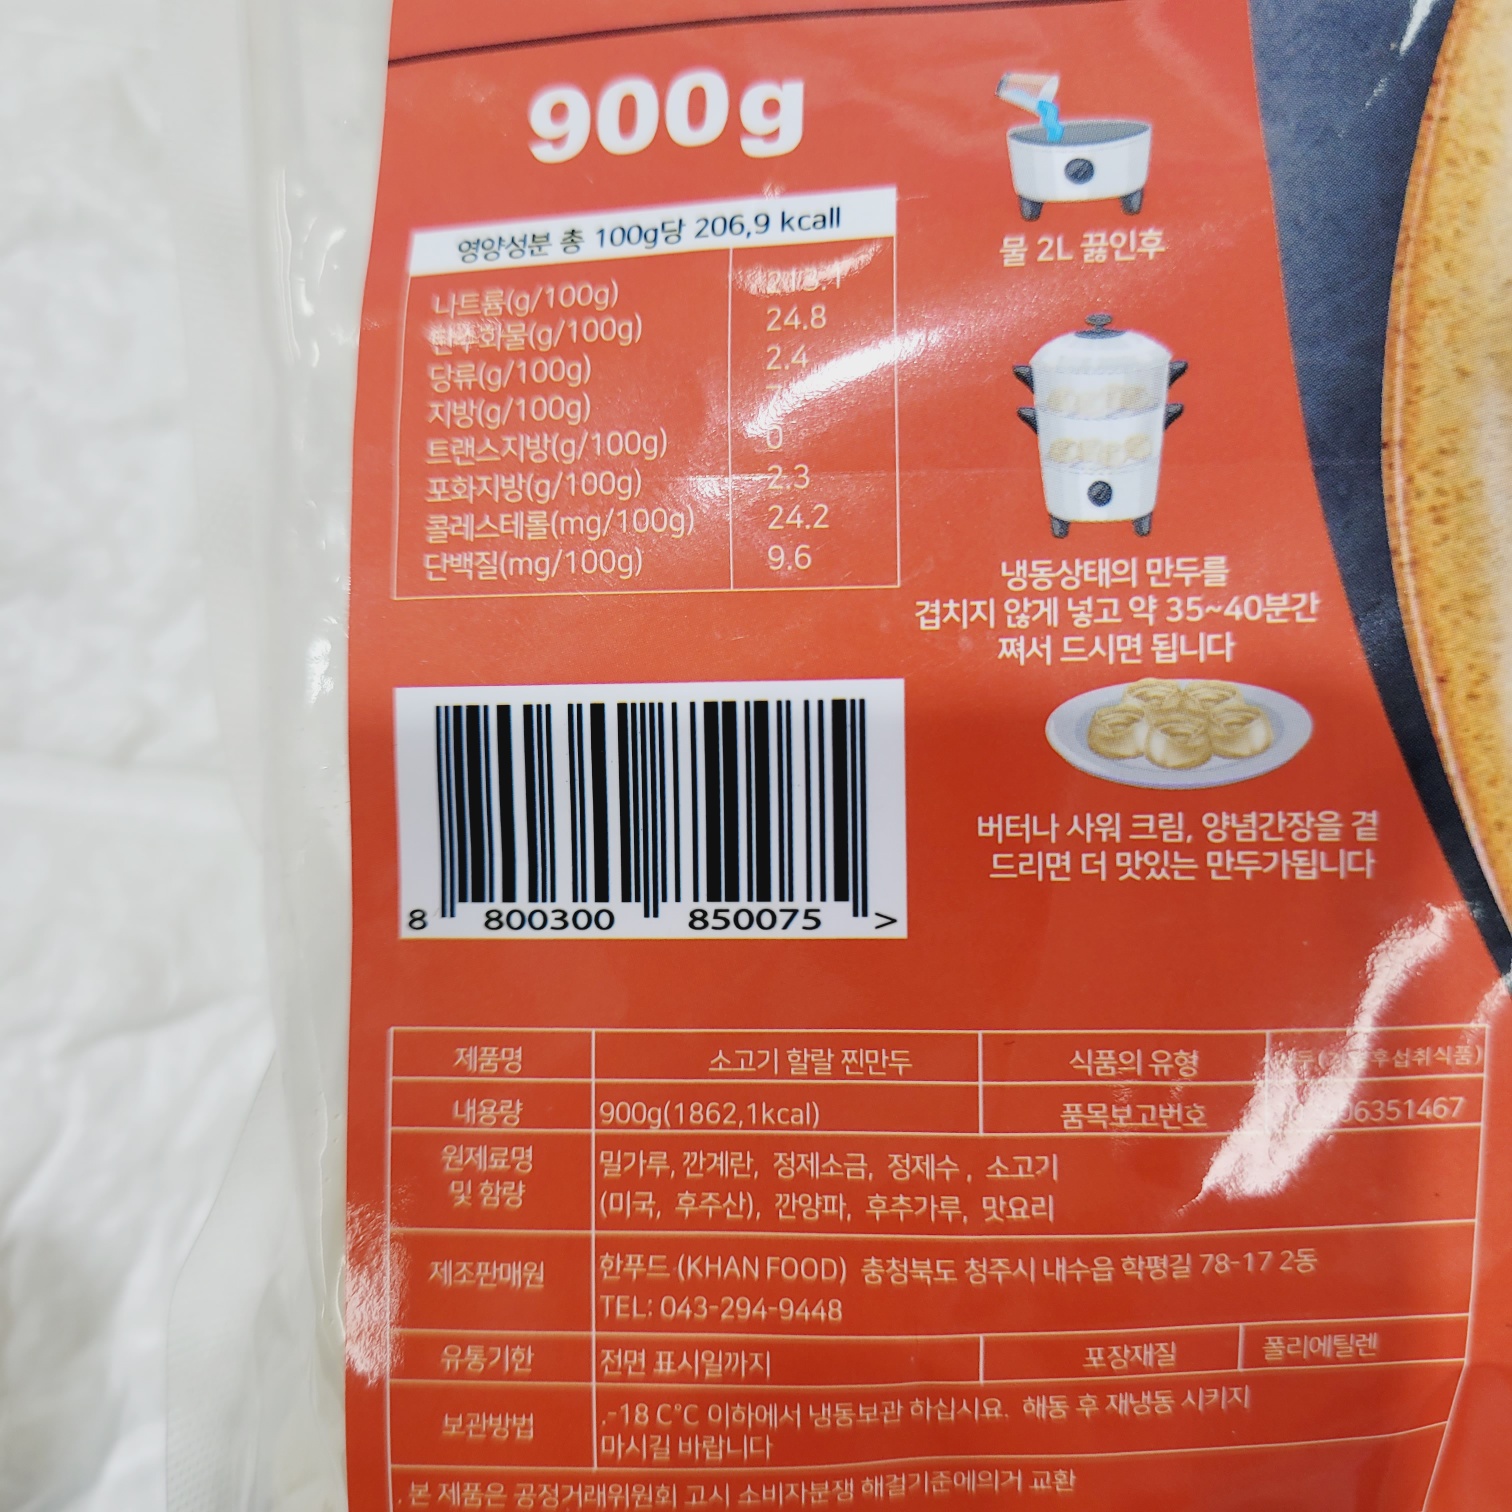 900g
영양성분 총 100g당 206,9 kcall
나트륨(g/100g)
탄수화물(g/100g) 24.8
당류(g/100g) 2.4
지방(g/100g)
트랜스지방(g/100g) 0
포화지방(g/100g) 2.3
콜레스테롤(mg/100g) 24.2
단백질(mg/100g) 9.6
물 2L 끓인후
냉동상태의 만두를
겹치지 않게 넣고 약 35~40분간
쪄서 드시면 됩니다
버터나 사워 크림, 양념간장을 곁
드리면 더 맛있는 만두가됩니다
8 800300 850075 >
제품명 소고기 할랄 찐만두 식품의 유형
내용량 900g(1862,1kcal) 품목보고번호
원제료명
및 함량
밀가루, 깐계란, 정제소금, 정제수, 소고기
(미국, 후주산), 깐양파, 후추가루, 맛요리
제조판매원
한푸드 (KHAN FOOD) 충청북도 청주시 내수읍 학평길 78-17 2동
TEL: 043-294-9448
유통기한 전면 표시일까지 포장재질 폴리에틸렌
보관방법
.-18 C°C 이하에서 냉동보관 하십시요. 해동 후 재냉동 시키지
마시길 바랍니다
. 본 제품은 공정거래위원회 고시 소비자분쟁 해결기준에의거 교환